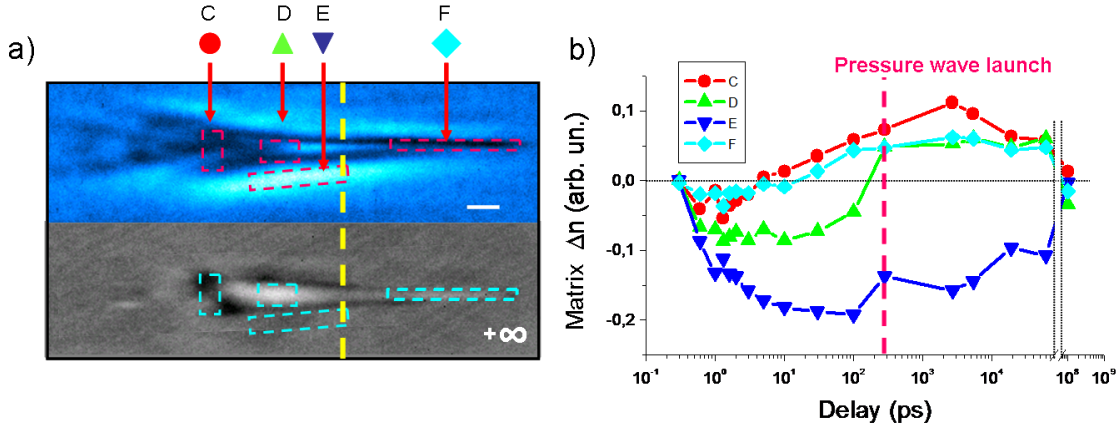 a)
C D E F
+∞
b)
C
D
E
F
Pressure wave launch
Matrix Δn (arb. un.)
0,1
0,0
-0,1
-0,2
10⁻¹ 10⁰ 10¹ 10² 10³ 10⁴ 10⁵ 10⁸ 10⁹
Delay (ps)